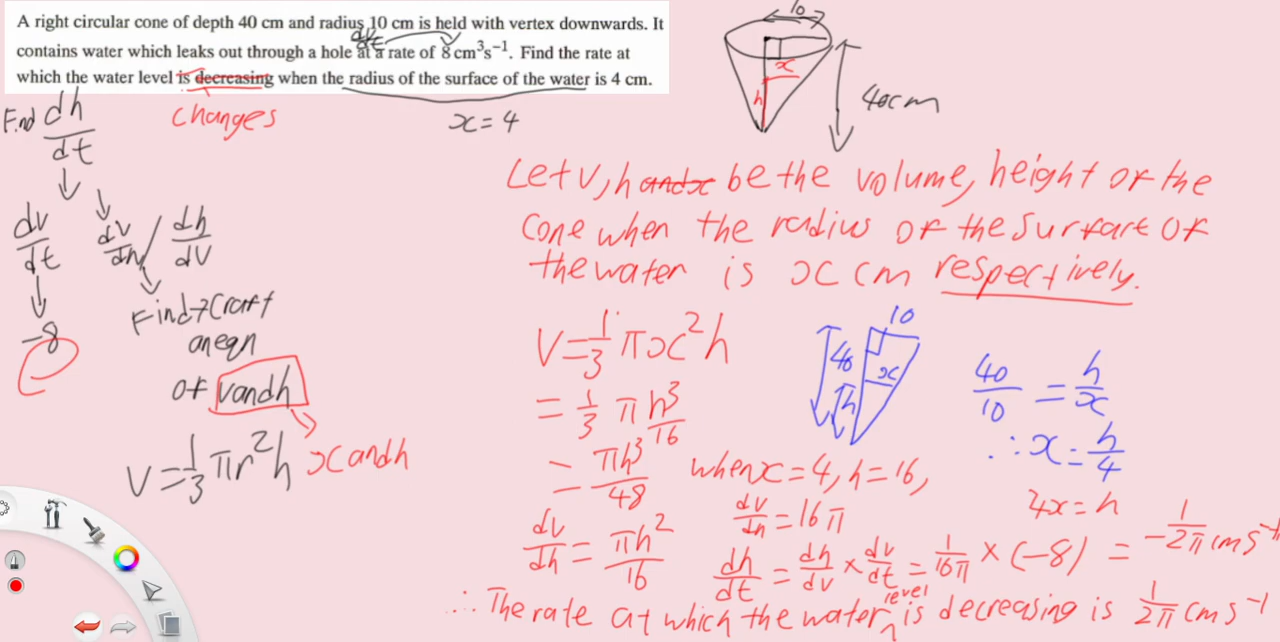 A right circular cone of depth 40 cm and radius 10 cm is held with vertex downwards. It
contains water which leaks out through a hole at a rate of 8 cm³s⁻¹. Find the rate at
which the water level is decreasing when the radius of the surface of the water is 4 cm.
dv/dt
changes
x = 4
Find dh/dt
dv/dt
dv/dh / dh/dv
-8
Find→Craft
an eqn
of v and h
V = 1/3 πr²h
x and h
10
x
h
40cm
Let V, h and x be the volume, height of the
cone when the radius of the surfart of
the water is x cm respectively.
V = 1/3 πx²h
= 1/3 π h³/16
= πh³/48
dv/dh = πh²/16
10
40
x
h
40/10 = h/x
∴ x = h/4
4x = h
when x = 4, h = 16,
dv/dh = 16π
dh/dt = dh/dv × dv/dt = 1/16π × (-8) = -1/2π cm s⁻¹
level
∴ The rate at which the water is decreasing is 1/2π cm s⁻¹